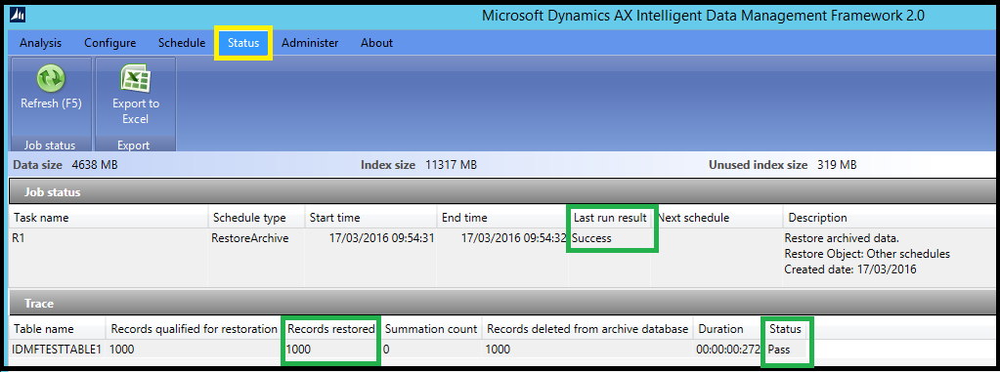 Microsoft Dynamics AX Intelligent Data Management Framework 2.0
Analysis Configure Schedule Status Administer About
Refresh (F5) Export to
Excel
Job status Export
Data size 4638 MB Index size 11317 MB Unused index size 319 MB
Job status
Task name Schedule type Start time End time Last run result Next schedule Description
R1 RestoreArchive 17/03/2016 09:54:31 17/03/2016 09:54:32 Success Restore archived data.
Restore Object: Other schedules
Created date: 17/03/2016
Trace
Table name Records qualified for restoration Records restored Summation count Records deleted from archive database Duration Status
IDMFTESTTABLE1 1000 1000 0 1000 00:00:00:272 Pass